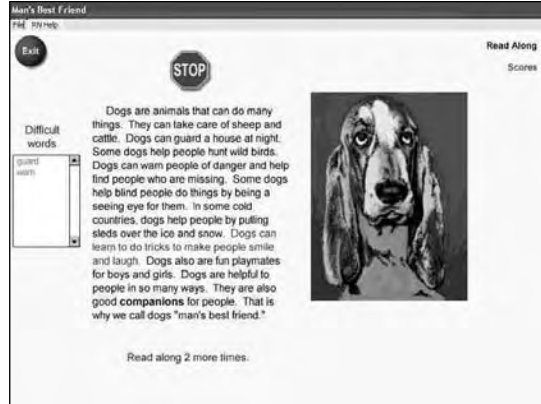 Man's Best Friend
File RN Help
Exit
Read Along
Scores
STOP
Difficult
words
guard
warn
Dogs are animals that can do many
things. They can take care of sheep and
cattle. Dogs can guard a house at night.
Some dogs help people hunt wild birds.
Dogs can warn people of danger and help
find people who are missing. Some dogs
help blind people do things by being a
seeing eye for them. In some cold
countries, dogs help people by pulling
sleds over the ice and snow. Dogs can
learn to do tricks to make people smile
and laugh. Dogs also are fun playmates
for boys and girls. Dogs are helpful to
people in so many ways. They are also
good companions for people. That is
why we call dogs "man's best friend."
Read along 2 more times.